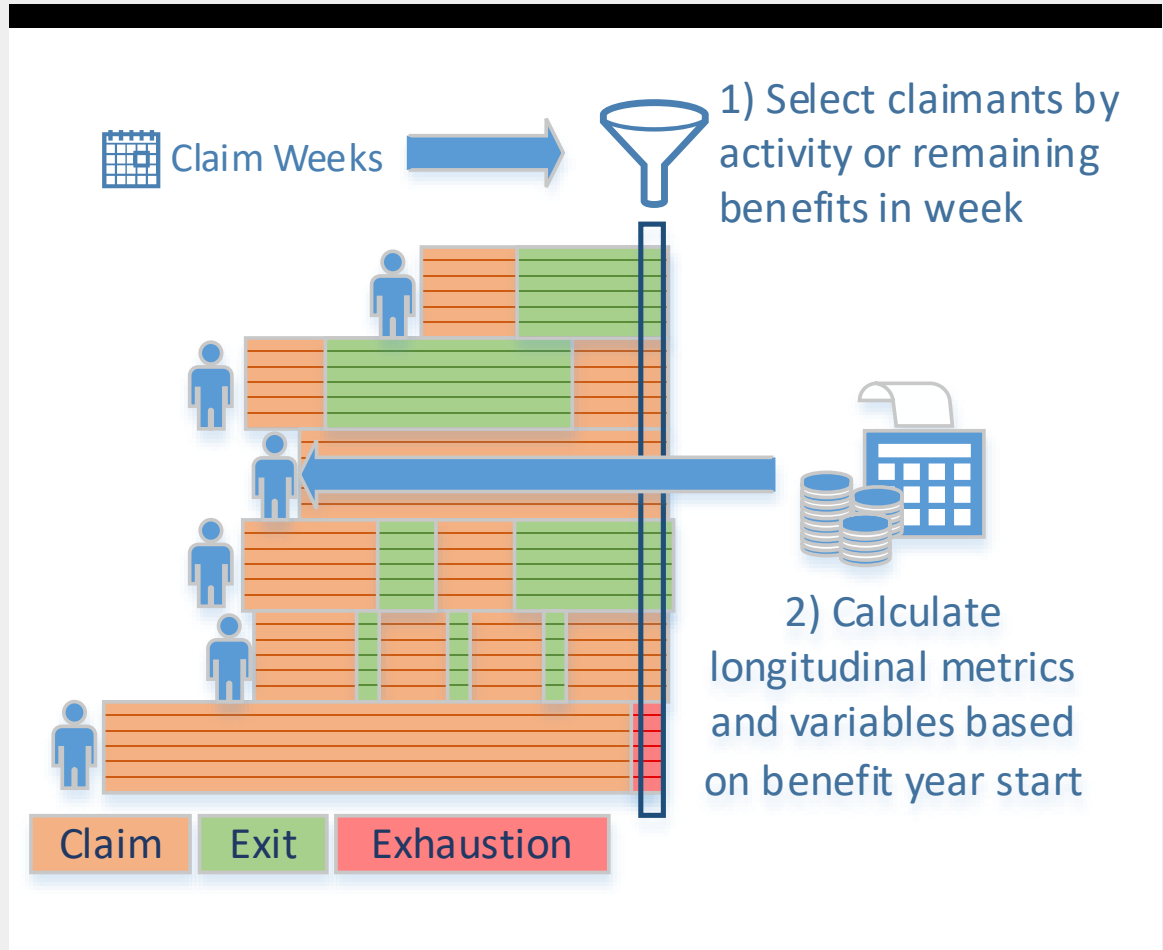 Claim Weeks
1) Select claimants by
activity or remaining
benefits in week
2) Calculate
longitudinal metrics
and variables based
on benefit year start
Claim
Exit
Exhaustion